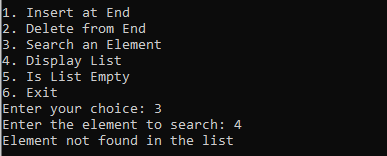 1. Insert at End
2. Delete from End
3. Search an Element
4. Display List
5. Is List Empty
6. Exit
Enter your choice: 3
Enter the element to search: 4
Element not found in the list